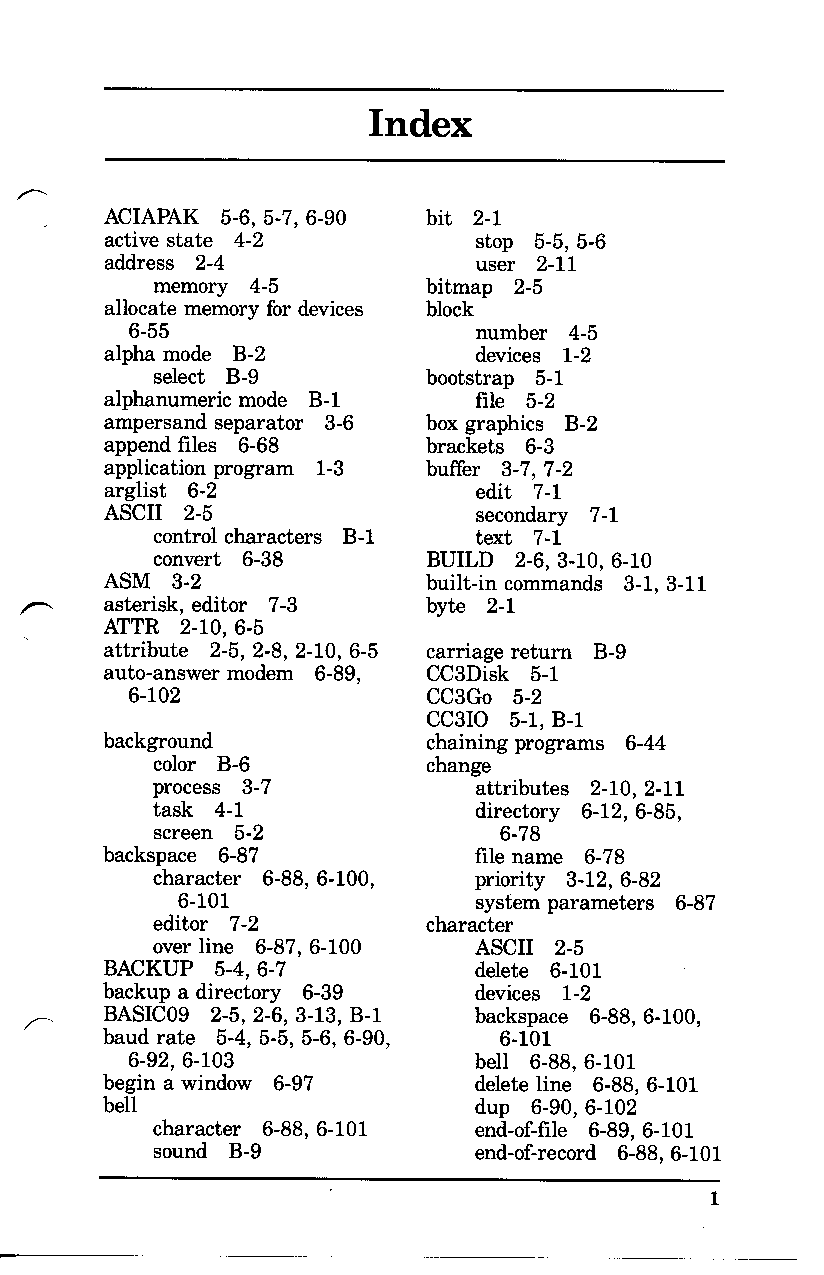 Index
ACIAPAK 5-6, 5-7, 6-90
active state 4-2
address 2-4
memory 4-5
allocate memory for devices
6-55
alpha mode B-2
select B-9
alphanumeric mode B-1
ampersand separator 3-6
append files 6-68
application program 1-3
arglist 6-2
ASCII 2-5
control characters B-1
convert 6-38
ASM 3-2
asterisk, editor 7-3
ATTR 2-10, 6-5
attribute 2-5, 2-8, 2-10, 6-5
auto-answer modem 6-89,
6-102
background
color B-6
process 3-7
task 4-1
screen 5-2
backspace 6-87
character 6-88, 6-100,
6-101
editor 7-2
over line 6-87, 6-100
BACKUP 5-4, 6-7
backup a directory 6-39
BASIC09 2-5, 2-6, 3-13, B-1
baud rate 5-4, 5-5, 5-6, 6-90,
6-92, 6-103
begin a window 6-97
bell
character 6-88, 6-101
sound B-9
bit 2-1
stop 5-5, 5-6
user 2-11
bitmap 2-5
block
number 4-5
devices 1-2
bootstrap 5-1
file 5-2
box graphics B-2
brackets 6-3
buffer 3-7, 7-2
edit 7-1
secondary 7-1
text 7-1
BUILD 2-6, 3-10, 6-10
built-in commands 3-1, 3-11
byte 2-1
carriage return B-9
CC3Disk 5-1
CC3Go 5-2
CC3IO 5-1, B-1
chaining programs 6-44
change
attributes 2-10, 2-11
directory 6-12, 6-85,
6-78
file name 6-78
priority 3-12, 6-82
system parameters 6-87
character
ASCII 2-5
delete 6-101
devices 1-2
backspace 6-88, 6-100,
6-101
bell 6-88, 6-101
delete line 6-88, 6-101
dup 6-90, 6-102
end-of-file 6-89, 6-101
end-of-record 6-88, 6-101
1